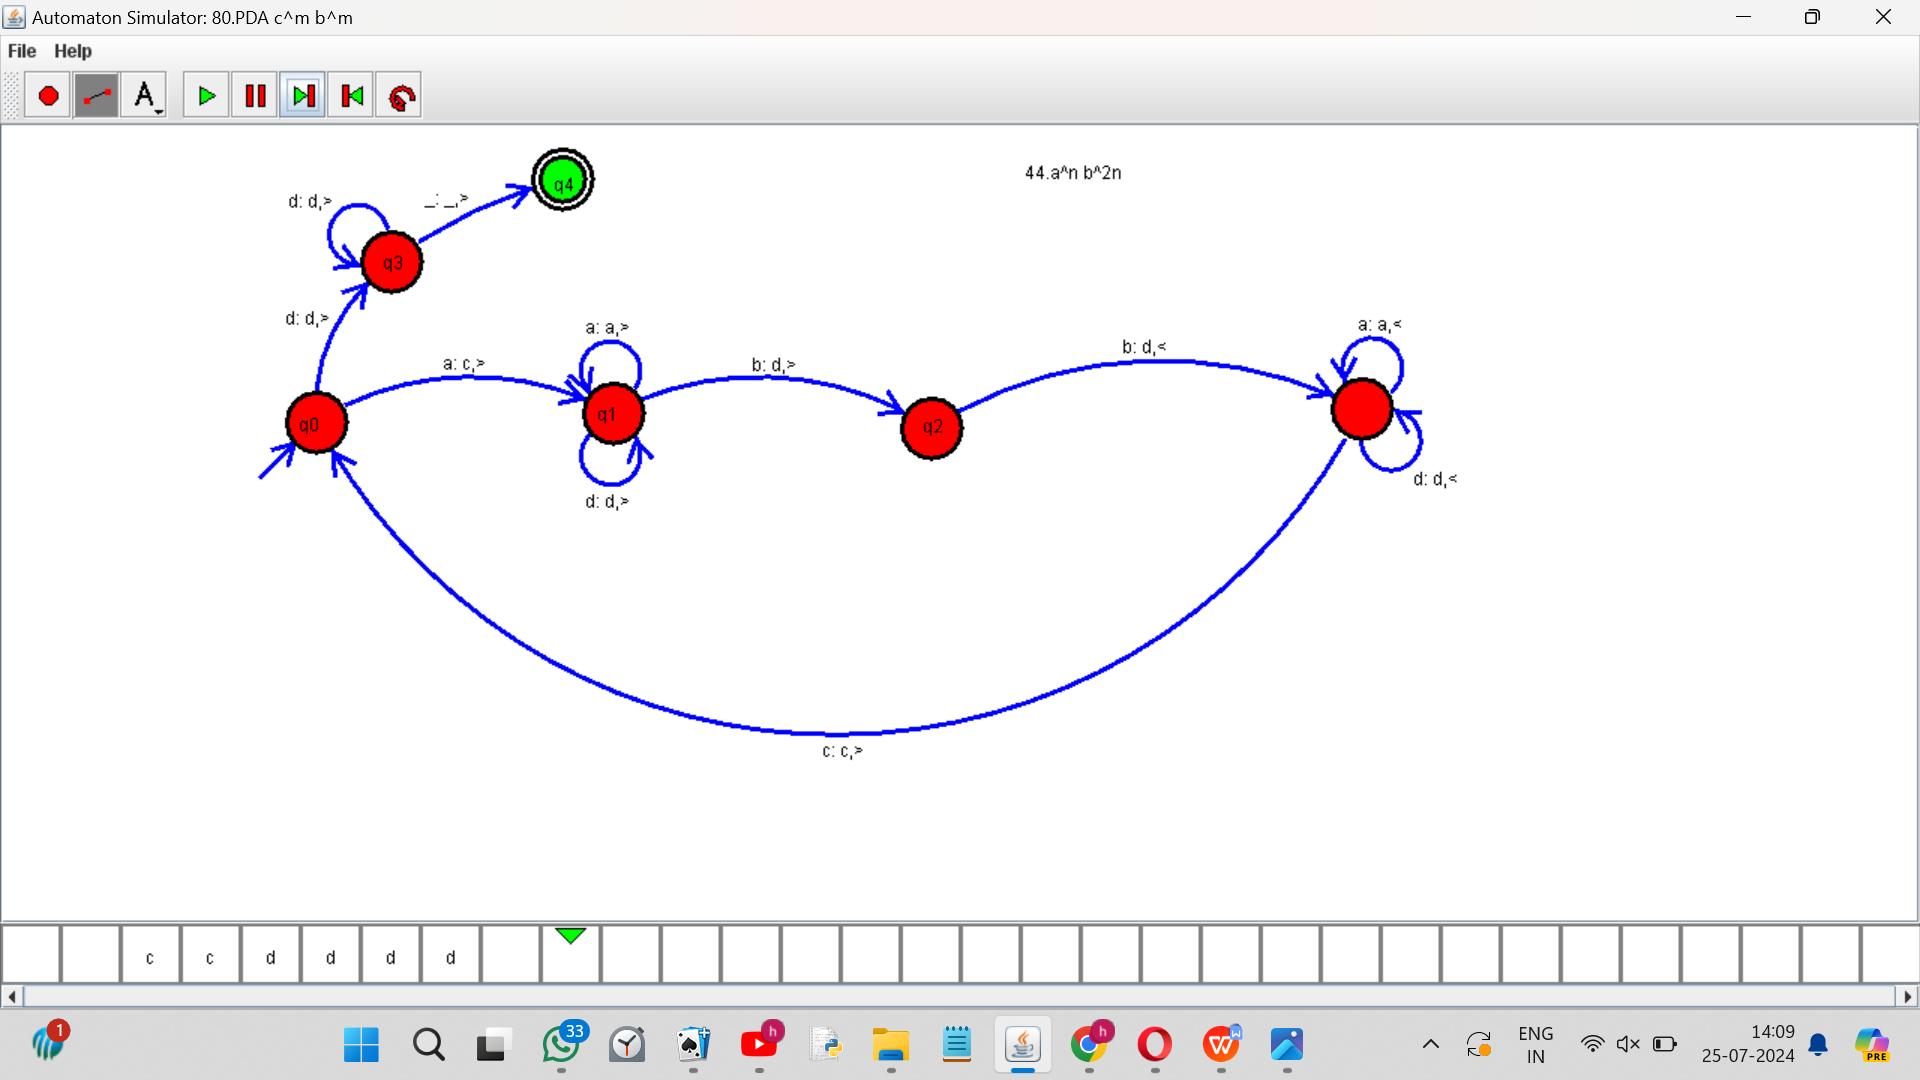 Automaton Simulator: 80.PDA c^m b^m
File Help
A
44.a^n b^2n
q4
d: d,>
_: _,>
q3
d: d,>
a: a,>
a: a,<
b: d,<
a: c,>
b: d,>
q0
q1
q2
d: d,<
d: d,>
c: c,>
c c d d d d
1
33
h
h
W
W
ENG
IN
14:09
25-07-2024
PRE